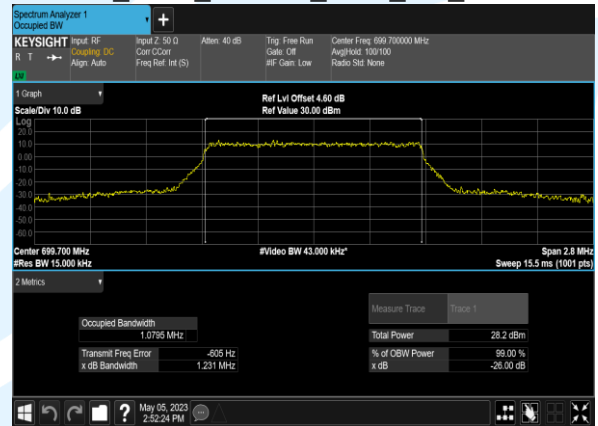 Spectrum Analyzer 1
Occupied BW
+
KEYSIGHT
R T
LV
Input: RF
Coupling: DC
Align: Auto
Input Z: 50 Ω
Corr CCorr
Freq Ref: Int (S)
Atten: 40 dB
Trig: Free Run
Gate: Off
#IF Gain: Low
Center Freq: 699.700000 MHz
Avg|Hold: 100/100
Radio Std: None
1 Graph
Scale/Div 10.0 dB
Ref Lvl Offset 4.60 dB
Ref Value 30.00 dBm
Log
20.0
10.0
0.00
-10.0
-20.0
-30.0
-40.0
-50.0
-60.0
Center 699.700 MHz
#Res BW 15.000 kHz
#Video BW 43.000 kHz*
Span 2.8 MHz
Sweep 15.5 ms (1001 pts)
2 Metrics
Measure Trace
Trace 1
Occupied Bandwidth
1.0795 MHz
Total Power
28.2 dBm
Transmit Freq Error
-605 Hz
% of OBW Power
99.00 %
x dB Bandwidth
1.231 MHz
x dB
-26.00 dB
?
May 05, 2023
2:52:24 PM